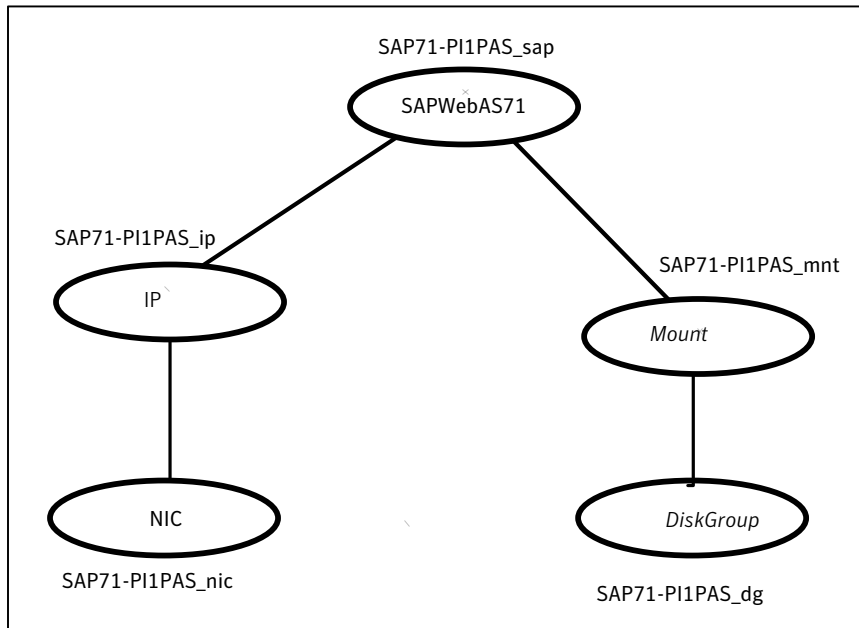 SAP71-PI1PAS_sap
SAPWebAS71
SAP71-PI1PAS_ip
IP
SAP71-PI1PAS_mnt
Mount
NIC
DiskGroup
SAP71-PI1PAS_nic
SAP71-PI1PAS_dg